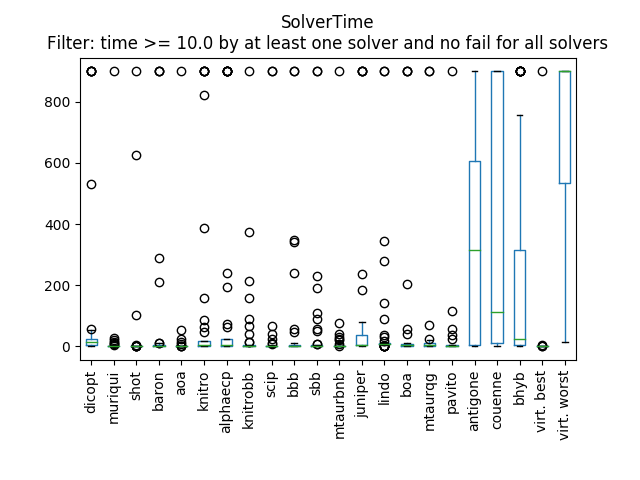 SolverTime
Filter: time >= 10.0 by at least one solver and no fail for all solvers
800
600
400
200
0
dicopt
muriqui
shot
baron
aoa
knitro
alphaecp
knitrobb
scip
bbb
sbb
mtaurbnb
juniper
lindo
boa
mtaurqg
pavito
antigone
couenne
bhyb
virt. best
virt. worst